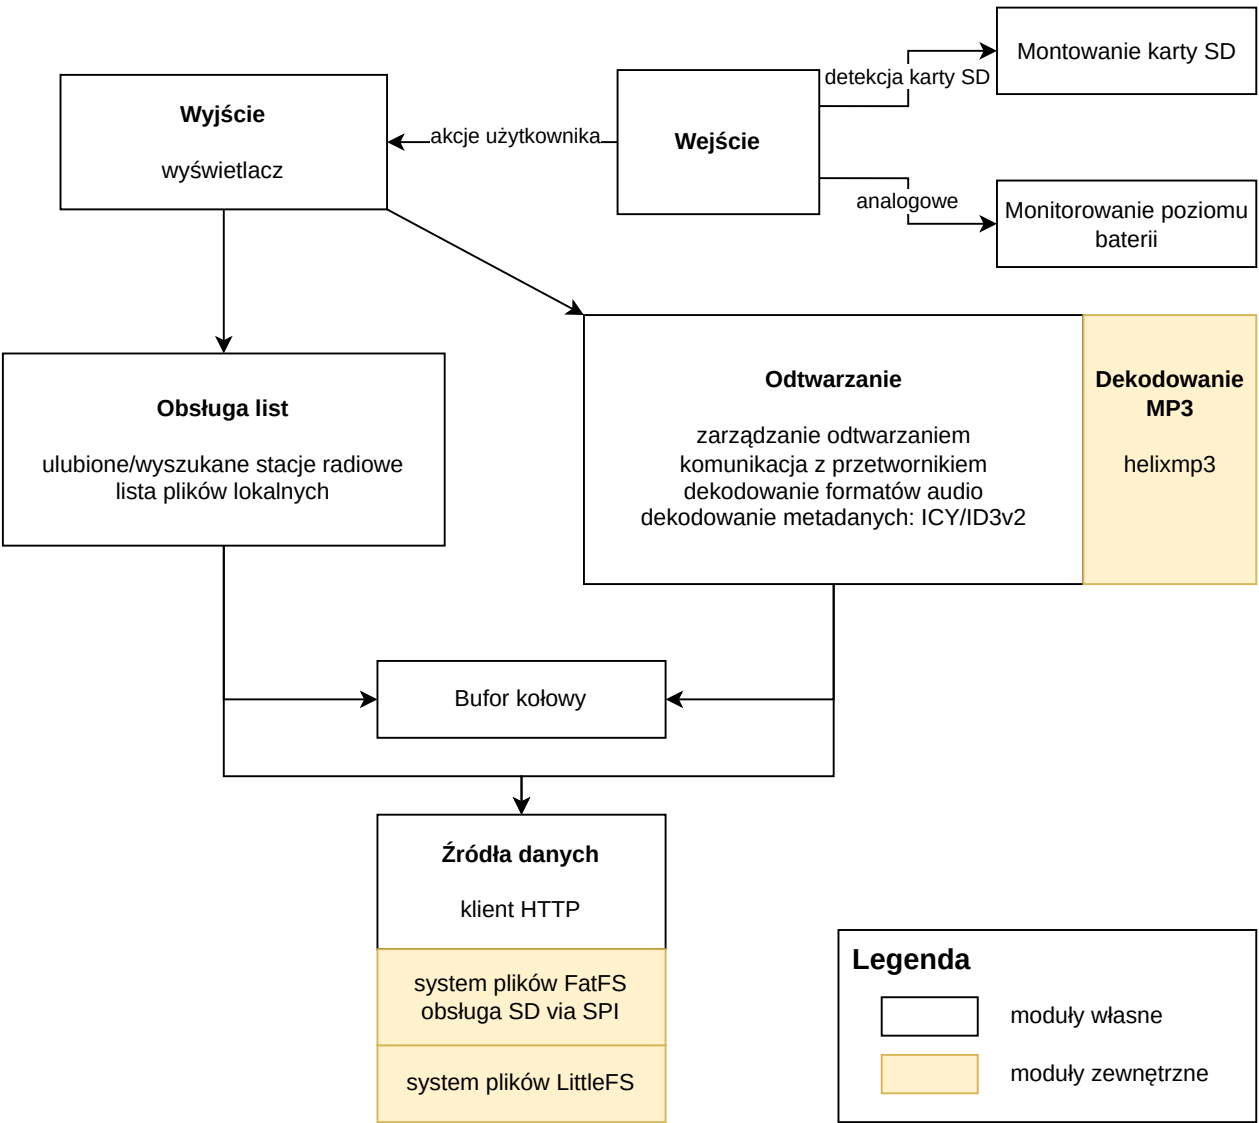 Montowanie karty SD
detekcja karty SD
Wyjście
wyświetlacz
akcje użytkownika
Wejście
analogowe
Monitorowanie poziomu
baterii
Obsługa list
ulubione/wyszukane stacje radiowe
lista plików lokalnych
Odtwarzanie
zarządzanie odtwarzaniem
komunikacja z przetwornikiem
dekodowanie formatów audio
dekodowanie metadanych: ICY/ID3v2
Dekodowanie
MP3
helixmp3
Bufor kołowy
Źródła danych
klient HTTP
system plików FatFS
obsługa SD via SPI
system plików LittleFS
Legenda
moduły własne
moduły zewnętrzne